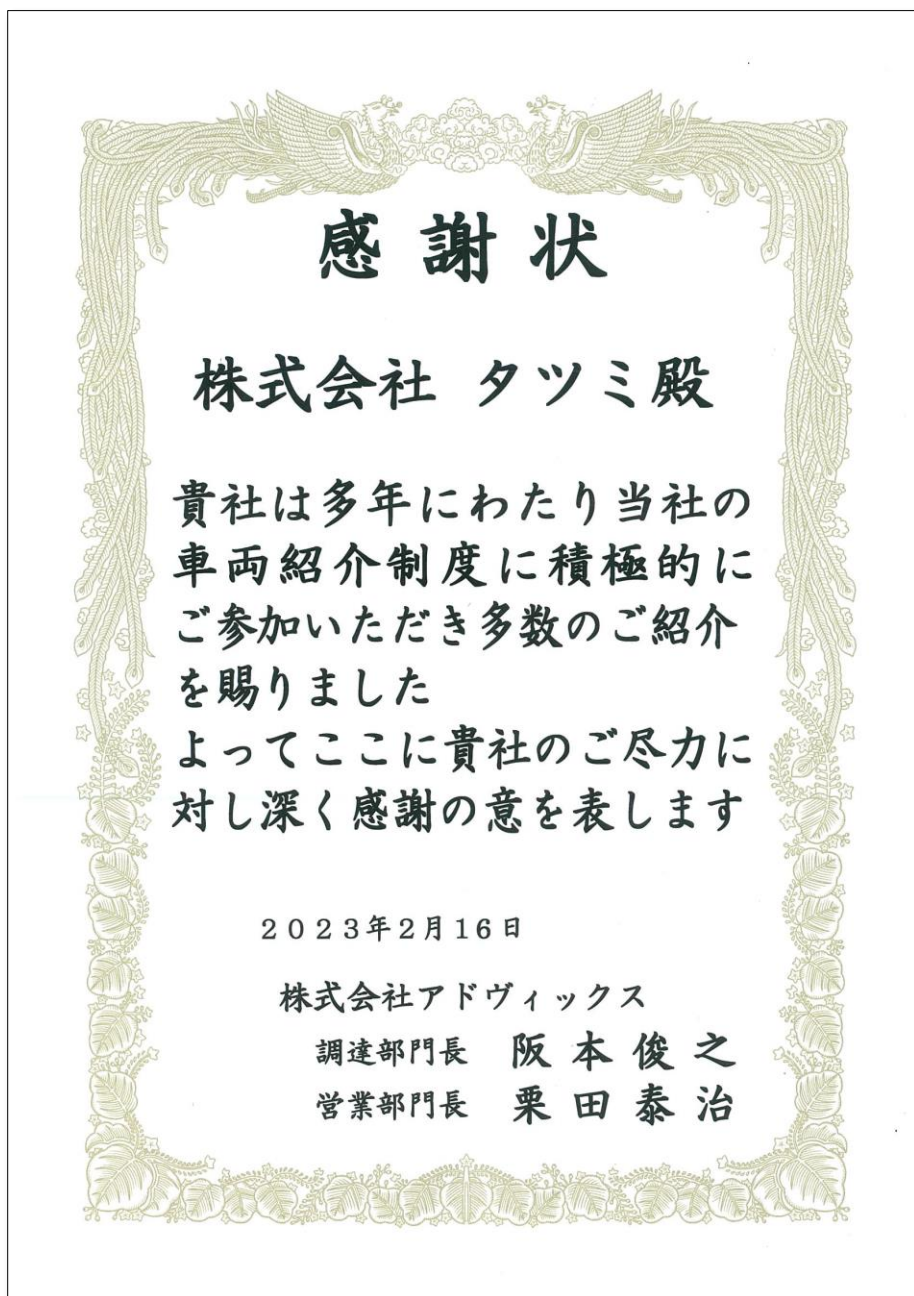 感謝状
株式会社 タツミ殿
貴社は多年にわたり当社の
車両紹介制度に積極的に
ご参加いただき多数のご紹介
を賜りました
よってここに貴社のご尽力に
対し深く感謝の意を表します
2023年2月16日
株式会社アドヴィックス
調達部門長 阪本俊之
営業部門長 栗田泰治